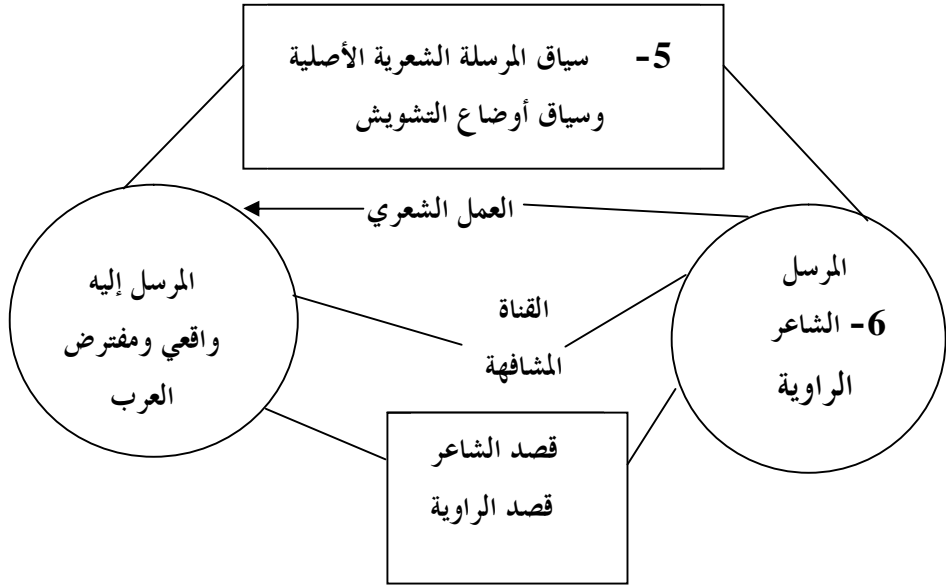 5- سياق المرسلة الشعرية الأصلية
وسياق أوضاع التشويش
العمل الشعري
المرسل
6- الشاعر
الراوية
القناة
المشافهة
المرسل إليه
واقعي ومفترض
العرب
قصد الشاعر
قصد الراوية